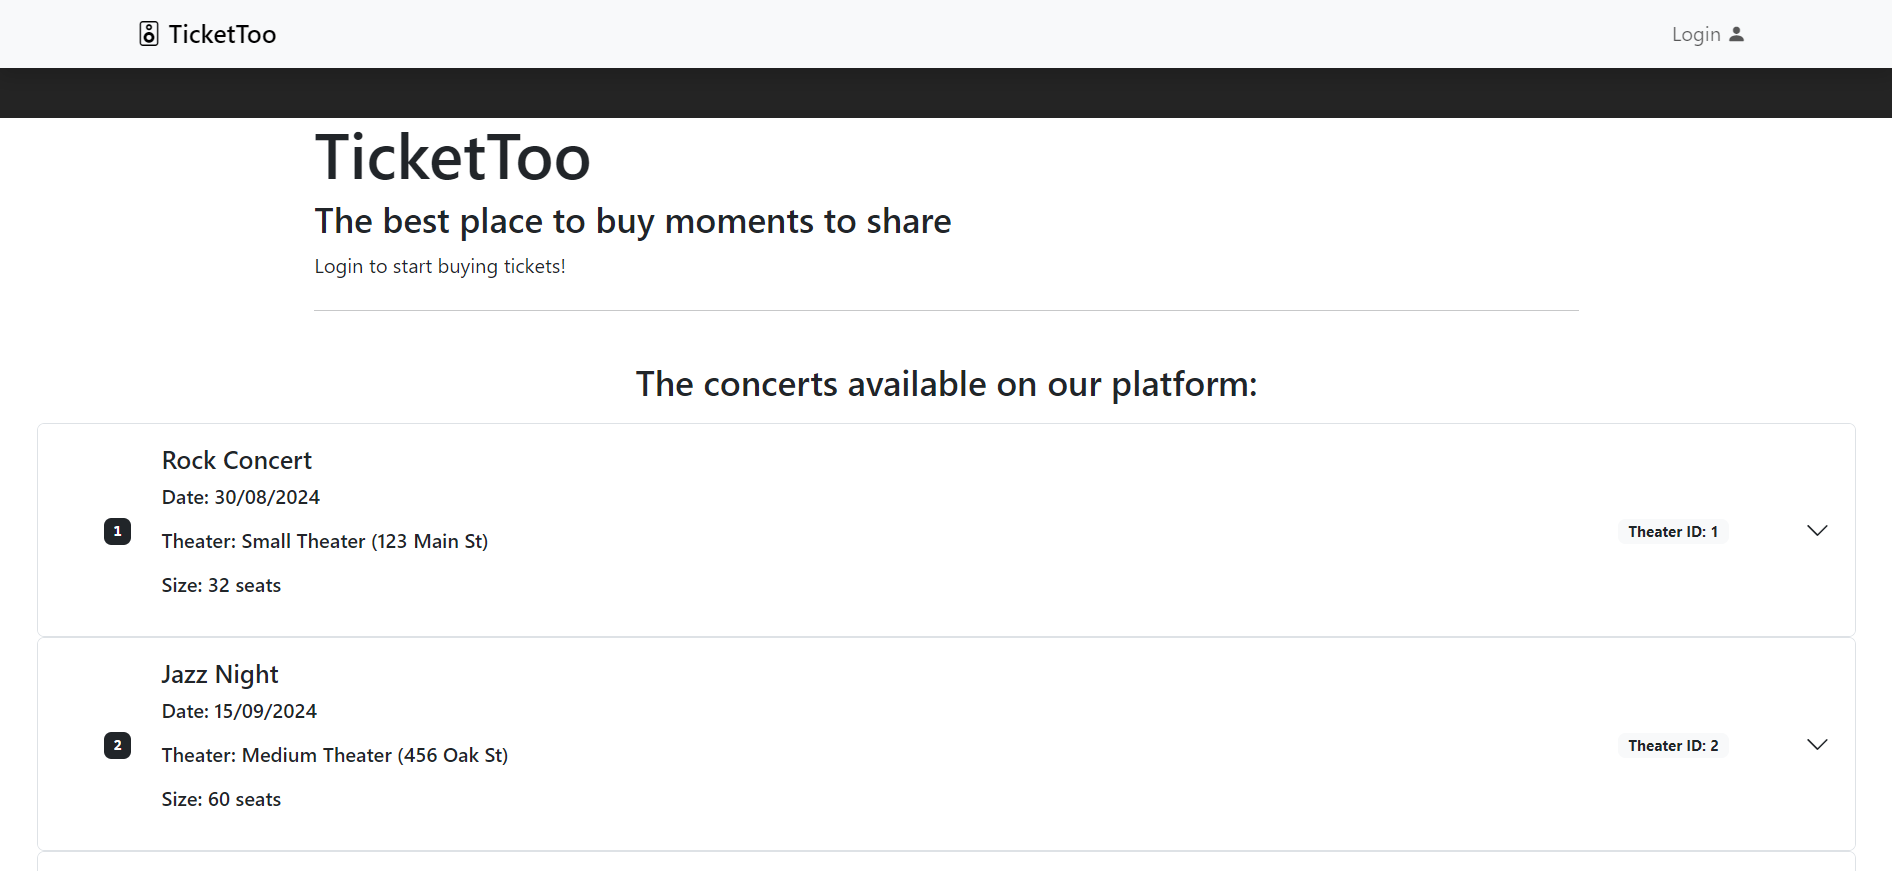 TicketToo
Login
TicketToo
The best place to buy moments to share
Login to start buying tickets!
The concerts available on our platform:
Rock Concert
Date: 30/08/2024
1
Theater: Small Theater (123 Main St)
Theater ID: 1
Size: 32 seats
Jazz Night
Date: 15/09/2024
2
Theater: Medium Theater (456 Oak St)
Theater ID: 2
Size: 60 seats